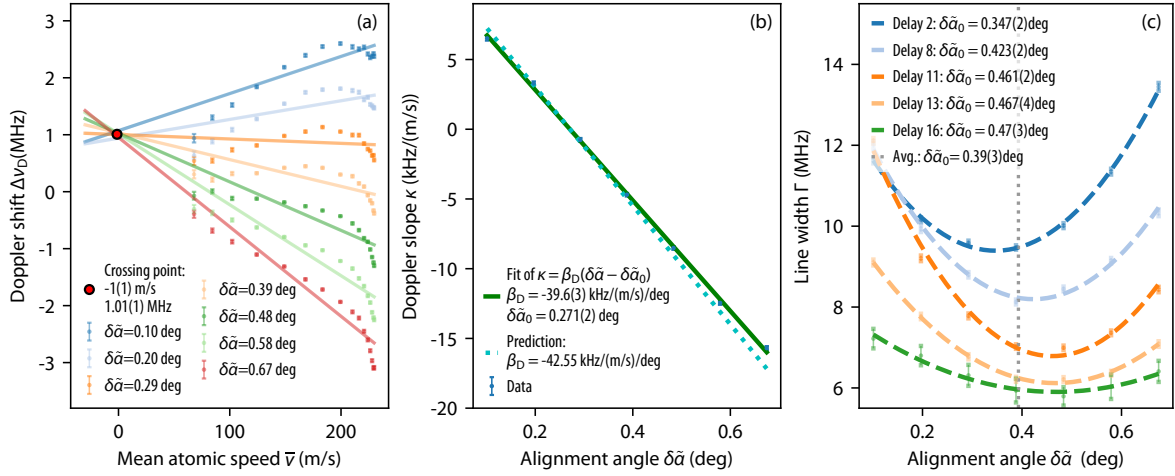 (a)
3
2
1
0
-1
-2
-3
Doppler shift Δν_D(MHz)
Crossing point:
-1(1) m/s
1.01(1) MHz
δα̃ = 0.10 deg
δα̃ = 0.20 deg
δα̃ = 0.29 deg
δα̃ = 0.39 deg
δα̃ = 0.48 deg
δα̃ = 0.58 deg
δα̃ = 0.67 deg
0
100
200
Mean atomic speed v̅ (m/s)
(b)
5
0
-5
-10
-15
-20
Doppler slope κ (kHz/(m/s))
Fit of κ = β_D(δα̃ − δα̃₀)
β_D = -39.6(3) kHz/(m/s)/deg
δα̃₀ = 0.271(2) deg
Prediction:
β_D = -42.55 kHz/(m/s)/deg
Data
0.2
0.4
0.6
Alignment angle δα̃ (deg)
(c)
14
12
10
8
6
Line width Γ (MHz)
Delay 2: δα̃₀ = 0.347(2)deg
Delay 8: δα̃₀ = 0.423(2)deg
Delay 11: δα̃₀ = 0.461(2)deg
Delay 13: δα̃₀ = 0.467(4)deg
Delay 16: δα̃₀ = 0.47(3)deg
Avg.: δα̃₀ = 0.39(3)deg
0.2
0.4
0.6
Alignment angle δα̃ (deg)